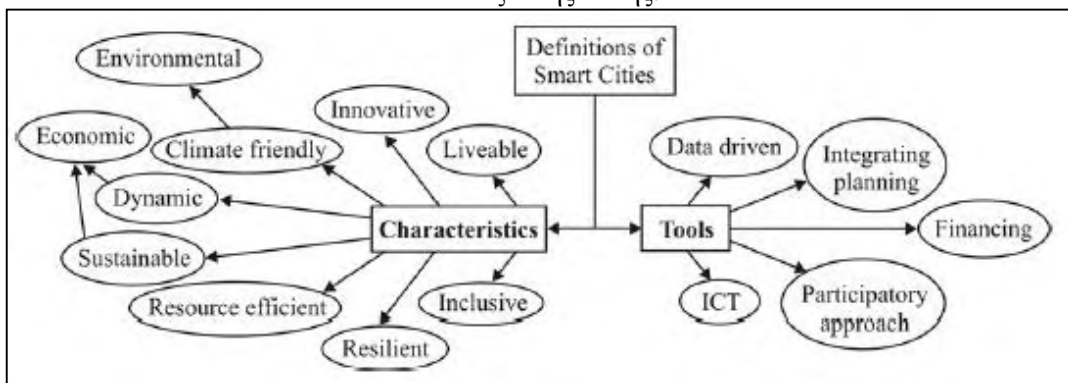 Definitions of
Smart Cities
Environmental
Innovative
Economic
Climate friendly
Liveable
Dynamic
Characteristics
Sustainable
Resource efficient
Inclusive
Resilient
Data driven
Integrating
planning
Tools
Financing
ICT
Participatory
approach